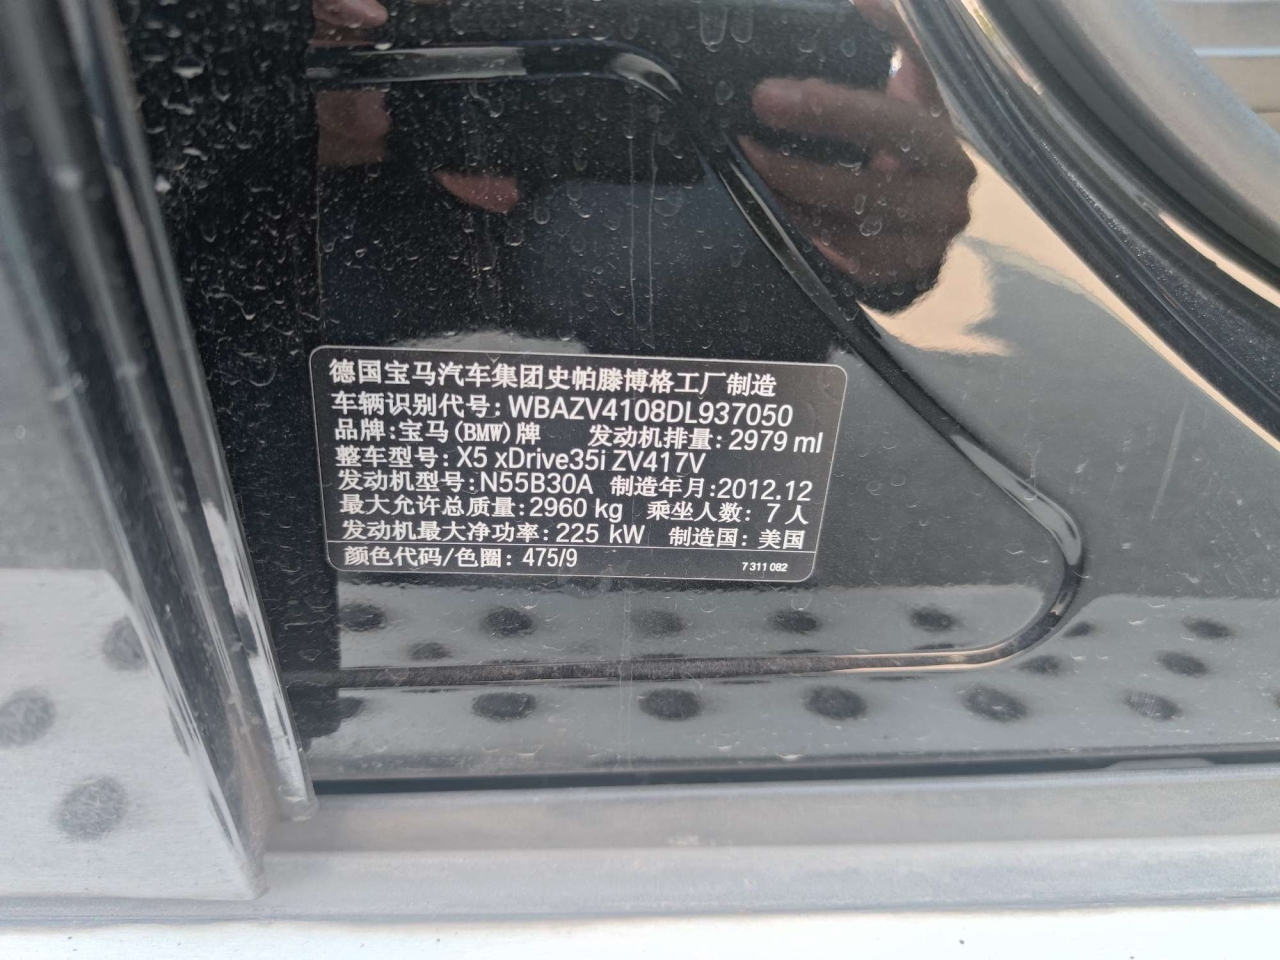 德国宝马汽车集团史帕滕博格工厂制造
车辆识别代号: WBAZV4108DL937050
品牌:宝马(BMW)牌 发动机排量: 2979 ml
整车型号: X5 xDrive35i ZV417V
发动机型号: N55B30A 制造年月:2012.12
最大允许总质量:2960 kg 乘坐人数: 7人
发动机最大净功率: 225 kW 制造国: 美国
颜色代码/色圈: 475/9 7 311 082